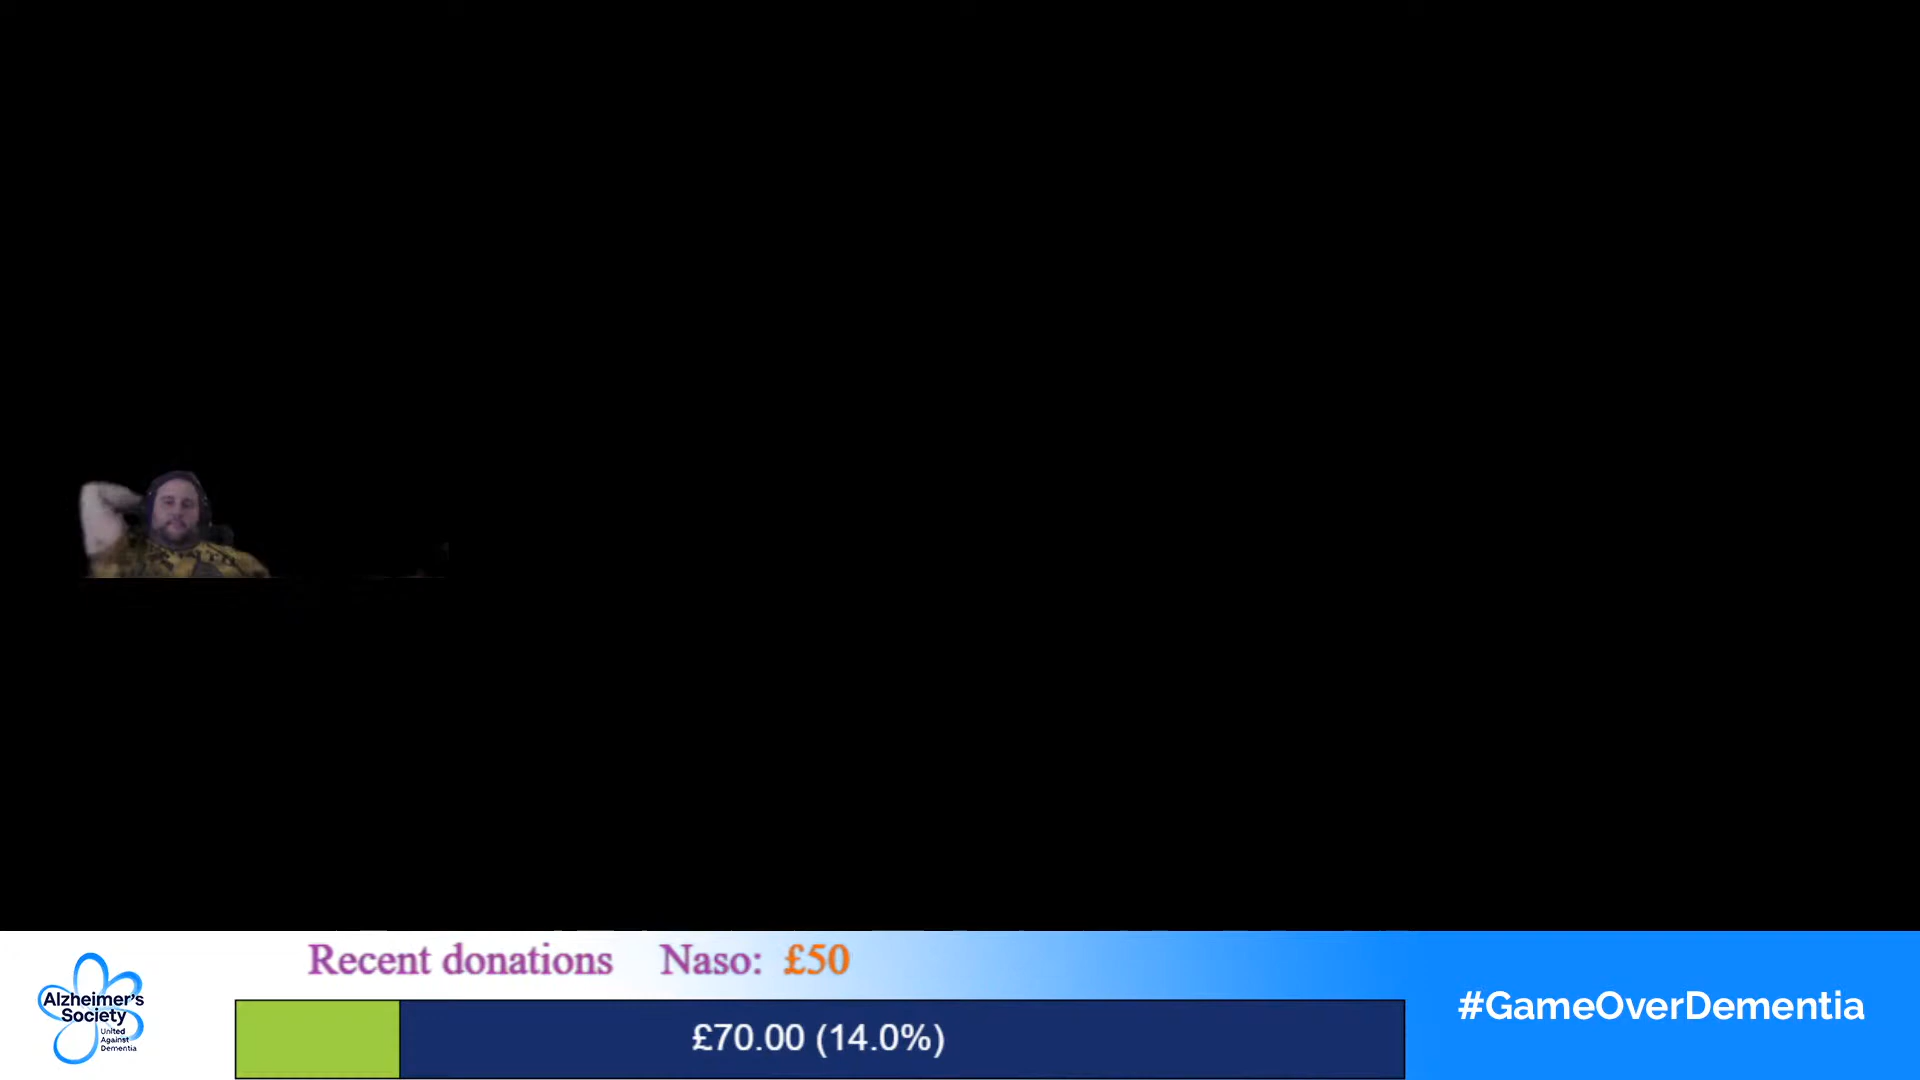 Recent donations Naso: £50
Alzheimer's
Society
United
Against
Dementia
£70.00 (14.0%)
#GameOverDementia